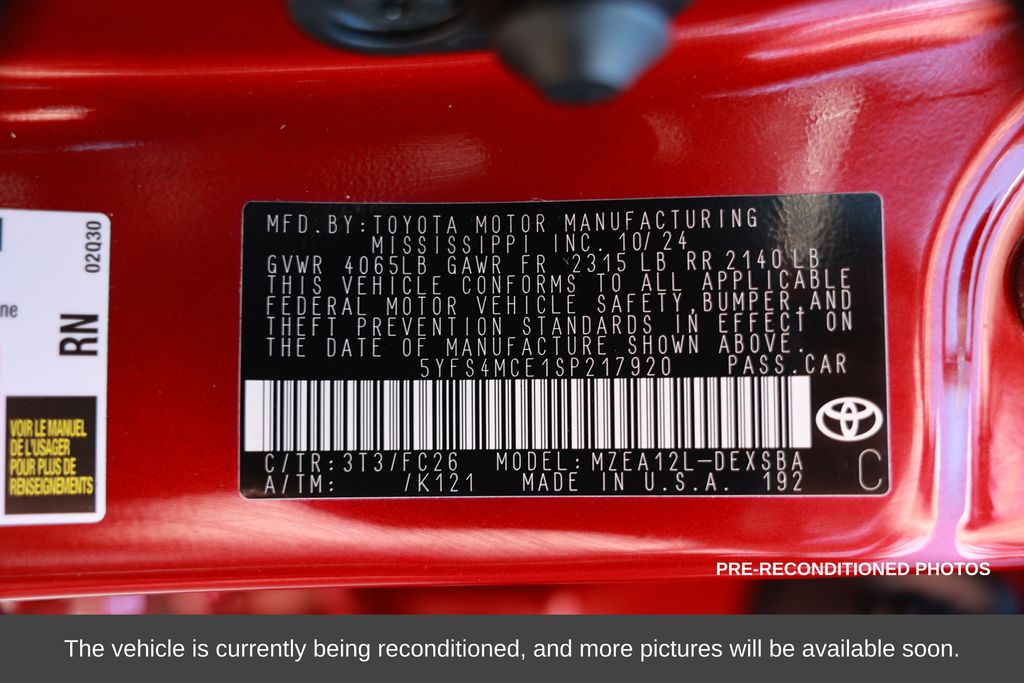 MFD.BY:TOYOTA MOTOR MANUFACTURING
MISSISSIPPI INC. 10/24
GVWR 4065LB GAWR FR 2315 LB RR 2140 LB
THIS VEHICLE CONFORMS TO ALL APPLICABLE
FEDERAL MOTOR VEHICLE SAFETY,BUMPER,AND
THEFT PREVENTION STANDARDS IN EFFECT ON
THE DATE OF MANUFACTURE SHOWN ABOVE.
5YFS4MCE1SP217920 PASS.CAR
C/TR:3T3/FC26 MODEL:MZEA12L-DEXSBA
A/TM: /K121 MADE IN U.S.A. 192
C
02Q30
RN
ne
VOIR LE MANUEL
DE L'USAGER
POUR PLUS DE
RENSEIGNEMENTS
PRE-RECONDITIONED PHOTOS
The vehicle is currently being reconditioned, and more pictures will be available soon.